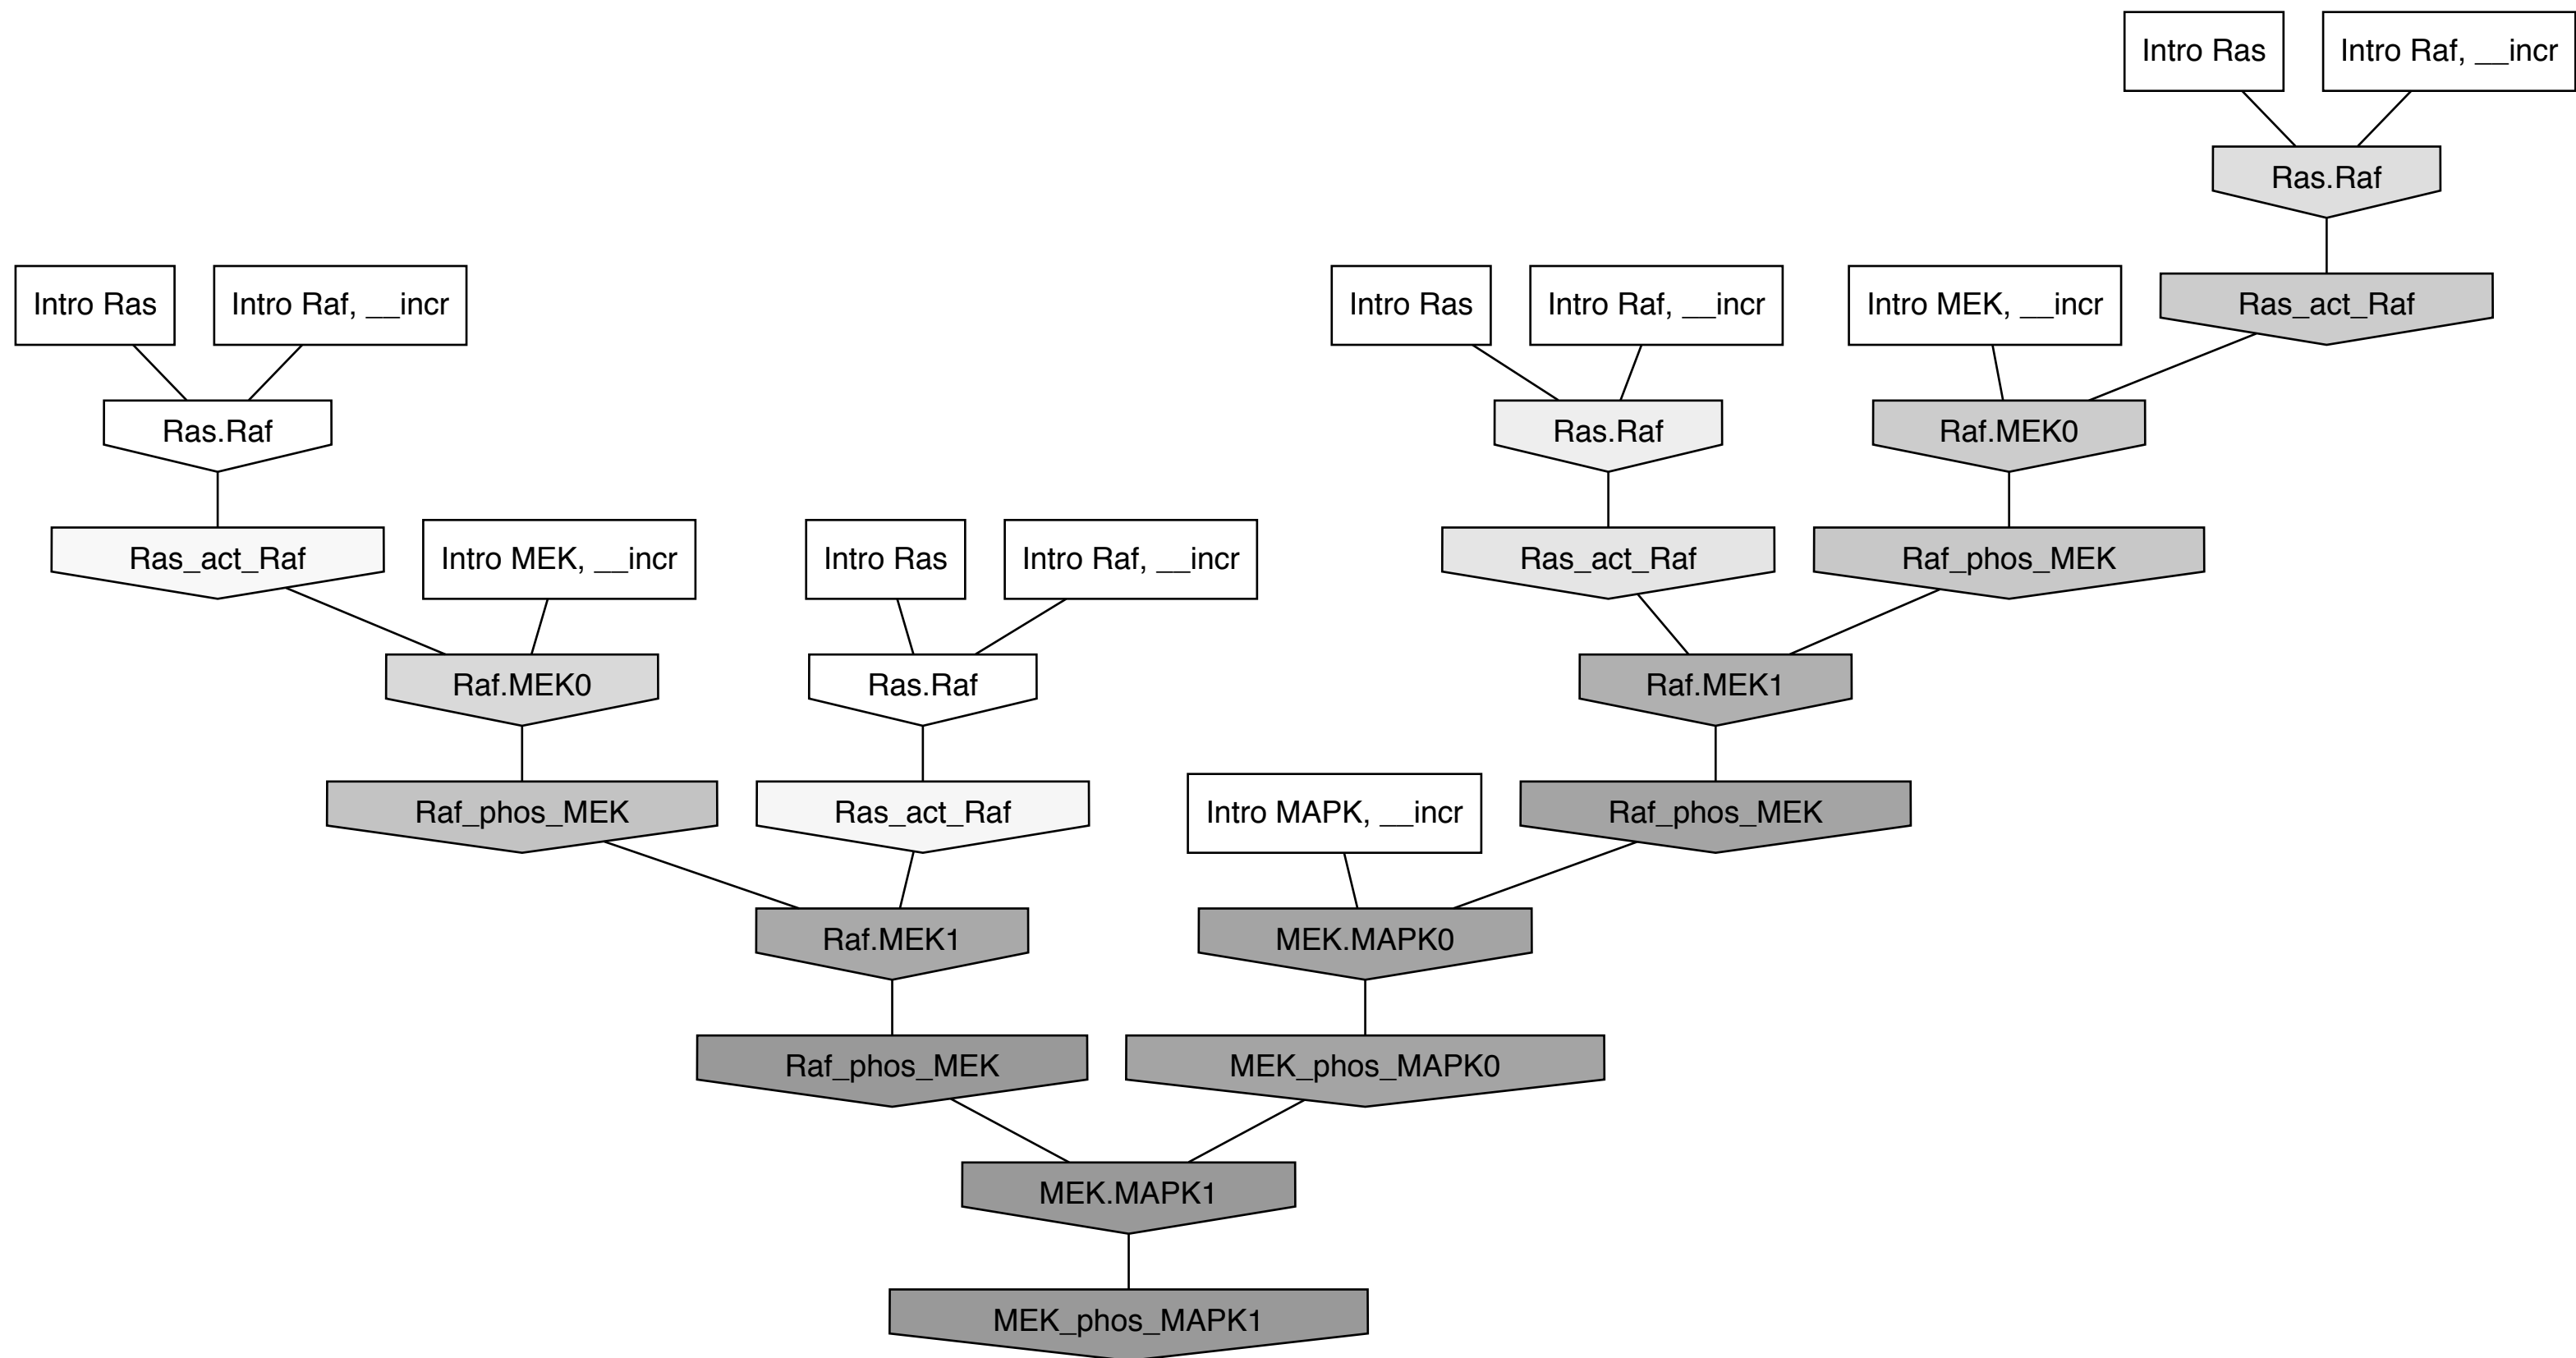 Intro Ras
Intro Raf, __incr
Ras.Raf
Intro Ras
Intro Raf, __incr
Intro Ras
Intro Raf, __incr
Intro MEK, __incr
Ras_act_Raf
Ras.Raf
Ras.Raf
Raf.MEK0
Ras_act_Raf
Intro MEK, __incr
Intro Ras
Intro Raf, __incr
Ras_act_Raf
Raf_phos_MEK
Raf.MEK0
Ras.Raf
Raf.MEK1
Raf_phos_MEK
Ras_act_Raf
Intro MAPK, __incr
Raf_phos_MEK
Raf.MEK1
MEK.MAPK0
Raf_phos_MEK
MEK_phos_MAPK0
MEK.MAPK1
MEK_phos_MAPK1